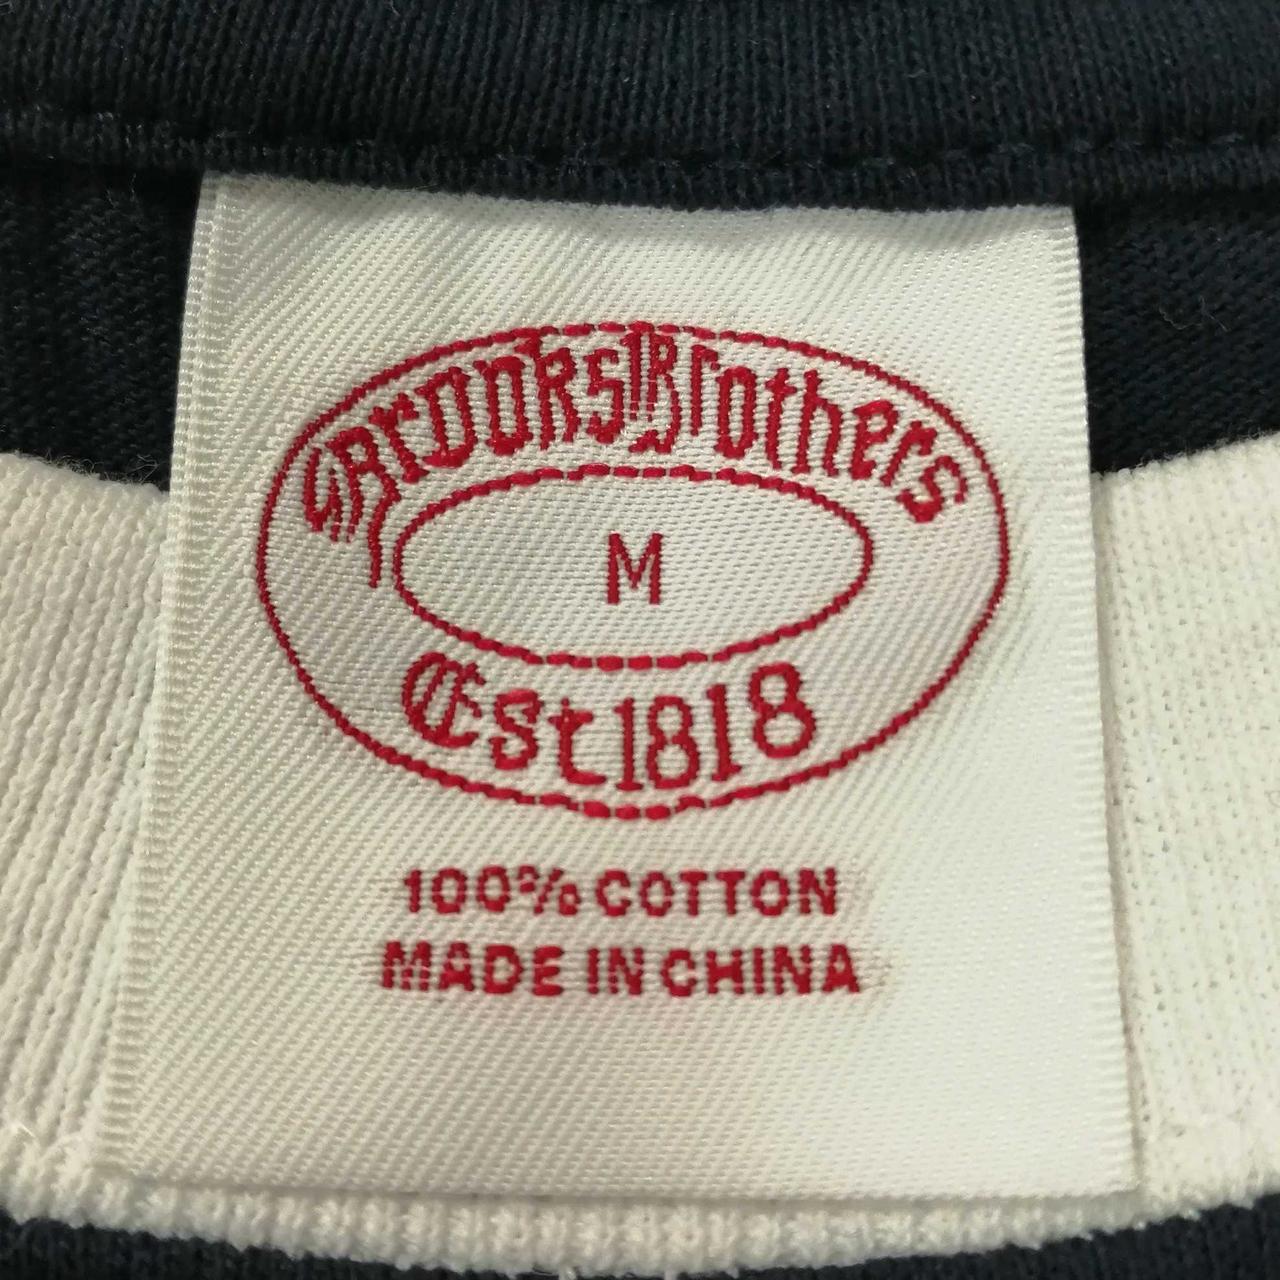 Brooks Brothers
M
Est 1818
100% COTTON
MADE IN CHINA